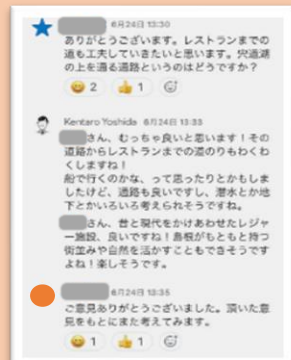 6月24日 13:30
ありがとうございます。レストランまでの
道も工夫していきたいと思います。宍道湖
の上を通る通路というのはどうですか？
2 1
Kentaro Yoshida 6月24日 13:33
さん、むっちゃ良いと思います！その
道路からレストランまでの道のりもわくわ
くしますね！
船で行くのかな、って思ったりとかもしま
したけど、通路も良いですし、潜水とか地
下とかいろいろ考えられそうですね。
さん、昔と現代をかけあわせたレジャ
ー施設、良いですね！島根がもともと持つ
街並みや自然を活かすこともできそうです
よね！楽しそうです。
6月24日 13:35
ご意見ありがとうございました。頂いた意
見をもとにまた考えてみます。
1 1